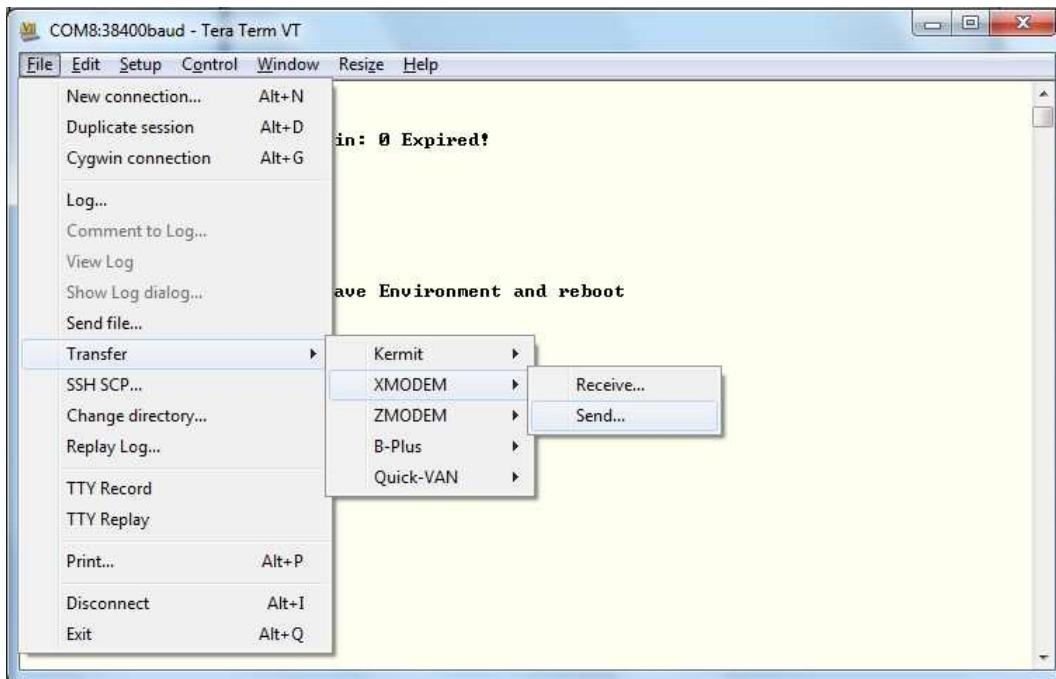 COM8:38400baud - Tera Term VT
File Edit Setup Control Window Resize Help
New connection... Alt+N
Duplicate session Alt+D
in: 0 Expired!
Cygwin connection Alt+G
Log...
Comment to Log...
View Log
Show Log dialog...
ave Environment and reboot
Send file...
Transfer
SSH SCP...
Change directory...
Replay Log...
TTY Record
TTY Replay
Print... Alt+P
Disconnect Alt+I
Exit Alt+Q
Kermit
XMODEM
ZMODEM
B-Plus
Quick-VAN
Receive...
Send...